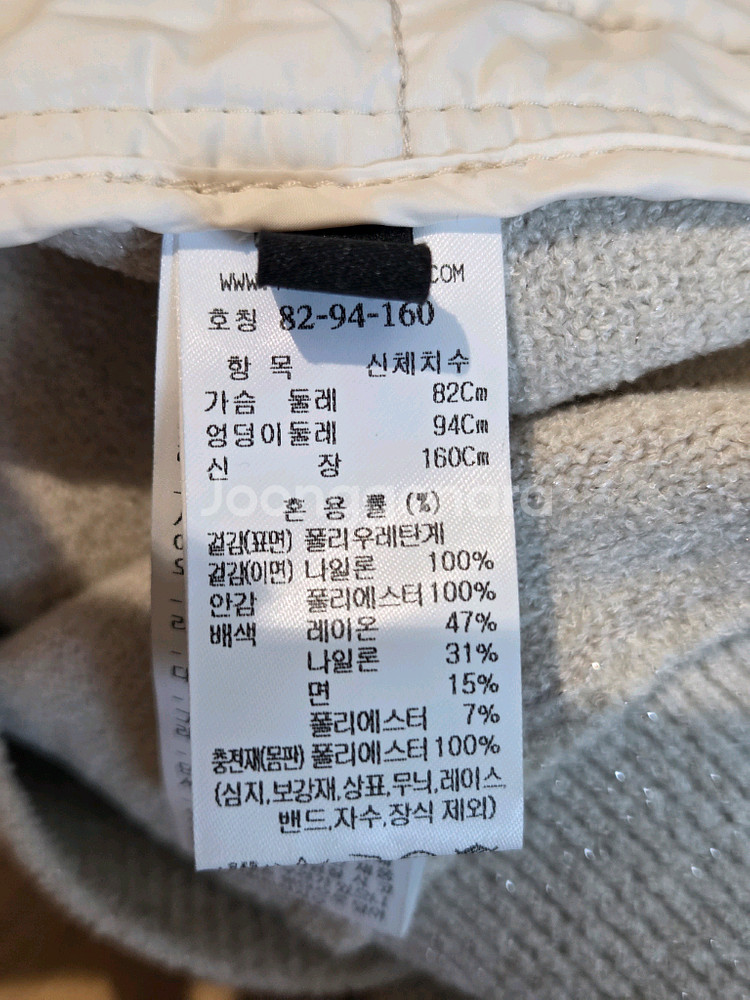 WWW. .COM
호칭 82-94-160
항 목 신체치수
가슴 둘레 82Cm
엉덩이둘레 94Cm
신 장 160Cm
Joonggonara
혼 용 률 (%)
겉감(표면) 폴리우레탄계
겉감(이면) 나일론 100%
안감 폴리에스터 100%
배색 레이온 47%
나일론 31%
면 15%
폴리에스터 7%
충전재(몸판) 폴리에스터 100%
(심지,보강재,상표,무늬,레이스,
밴드,자수,장식 제외)